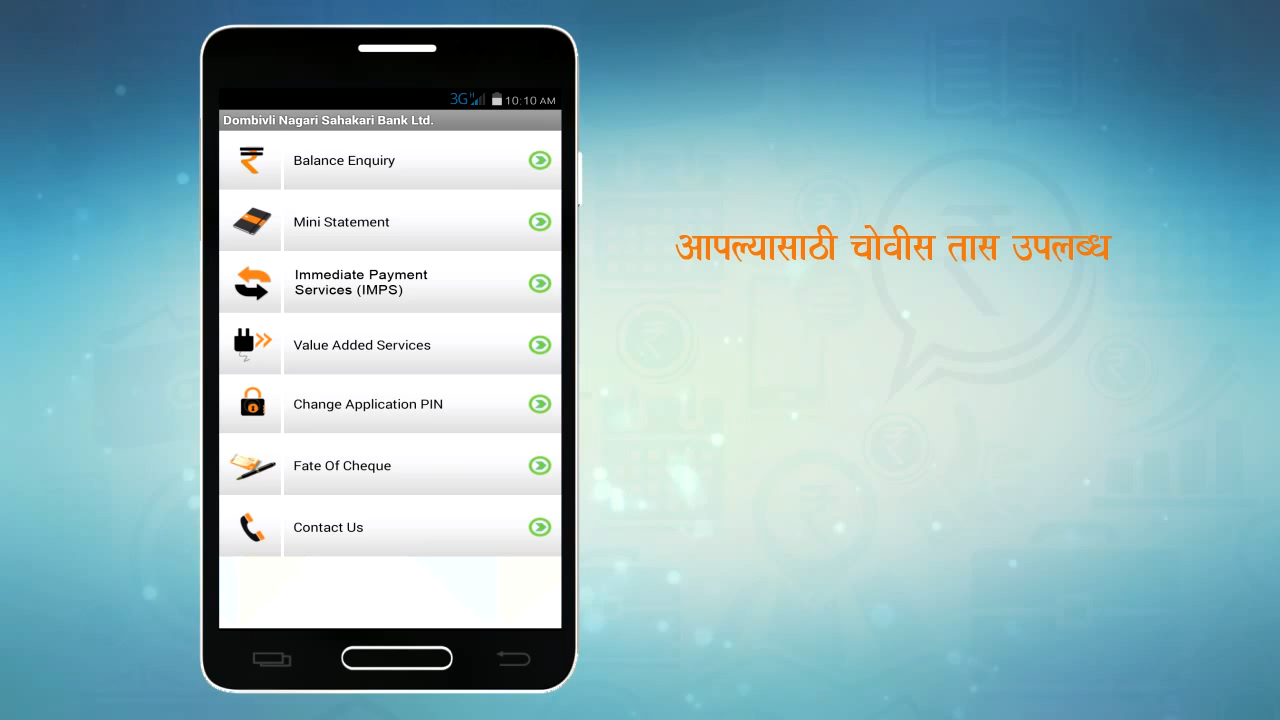 3G H 10:10 AM
Dombivli Nagari Sahakari Bank Ltd.
Balance Enquiry
Mini Statement
Immediate Payment
Services (IMPS)
Value Added Services
Change Application PIN
Fate Of Cheque
Contact Us
आपल्यासाठी चोवीस तास उपलब्ध